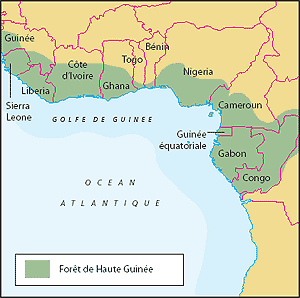 Guinée
Côte
d'Ivoire
Togo
Bénin
Nigeria
Ghana
Liberia
Sierra
Leone
Cameroun
GOLFE DE GUINEE
Guinée
équatoriale
Gabon
Congo
OCEAN
ATLANTIQUE
Forêt de Haute Guinée